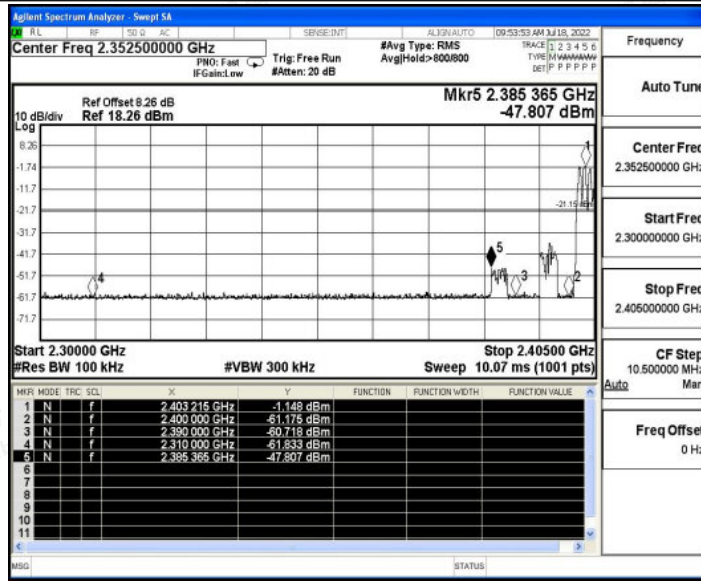 Agilent Spectrum Analyzer - Swept SA
RL RF 50 Ω AC SENSE:INT ALIGN AUTO 09:53:53 AM Jul 18, 2022
Center Freq 2.352500000 GHz
PNO: Fast
IFGain:Low
Trig: Free Run
#Atten: 20 dB
#Avg Type: RMS
Avg|Hold:>800/800
TRACE 1 2 3 4 5 6
TYPE M
DET P P P P P P
Ref Offset 8.26 dB
Ref 18.26 dBm
10 dB/div
Log
Mkr5 2.385 365 GHz
-47.807 dBm
8.26
-1.74
-11.7
-21.7
-31.7
-41.7
-51.7
-61.7
-71.7
1
5
4
3
2
Start 2.30000 GHz
#Res BW 100 kHz
#VBW 300 kHz
Stop 2.40500 GHz
Sweep 10.07 ms (1001 pts)
MKR MODE TRC SCL X Y FUNCTION FUNCTION WIDTH FUNCTION VALUE
1 N f 2.403 215 GHz -1.148 dBm
2 N f 2.400 000 GHz -61.175 dBm
3 N f 2.390 000 GHz -60.718 dBm
4 N f 2.310 000 GHz -61.833 dBm
5 N f 2.385 365 GHz -47.807 dBm
6
7
8
9
10
11
MSG STATUS
Frequency
Auto Tune
Center Freq
2.352500000 GHz
Start Freq
2.300000000 GHz
Stop Freq
2.405000000 GHz
CF Step
10.500000 MHz
Auto Man
Freq Offset
0 Hz